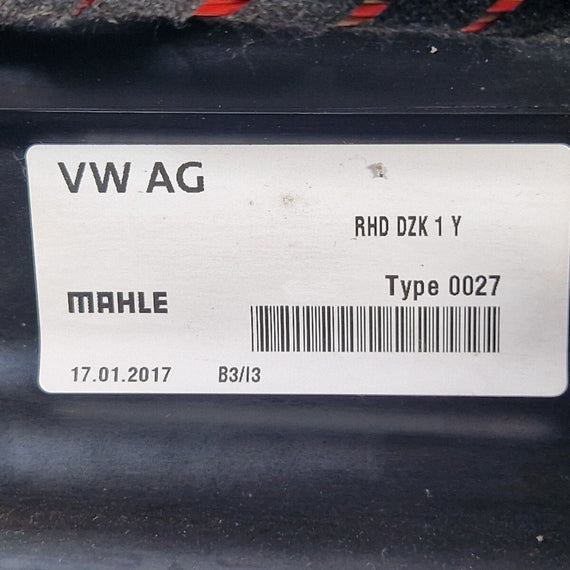 VW AG
RHD DZK 1 Y
Type 0027
MAHLE
17.01.2017 B3/I3